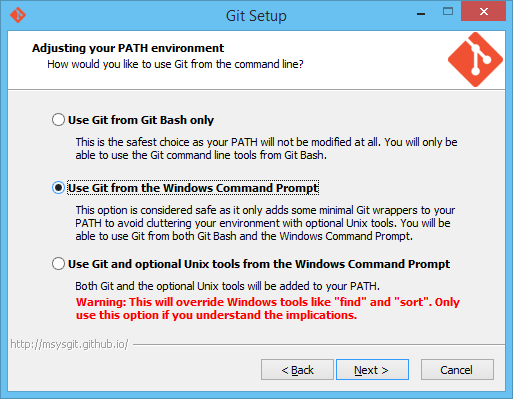 Git Setup
Adjusting your PATH environment
How would you like to use Git from the command line?
Use Git from Git Bash only
This is the safest choice as your PATH will not be modified at all. You will only be
able to use the Git command line tools from Git Bash.
Use Git from the Windows Command Prompt
This option is considered safe as it only adds some minimal Git wrappers to your
PATH to avoid cluttering your environment with optional Unix tools. You will be
able to use Git from both Git Bash and the Windows Command Prompt.
Use Git and optional Unix tools from the Windows Command Prompt
Both Git and the optional Unix tools will be added to your PATH.
Warning: This will override Windows tools like "find" and "sort". Only
use this option if you understand the implications.
http://msysgit.github.io/
< Back
Next >
Cancel